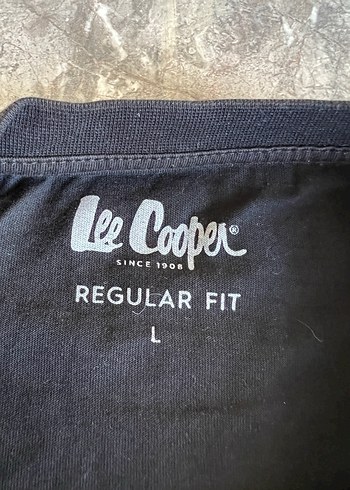 Lee Cooper®
SINCE 1908
REGULAR FIT
L